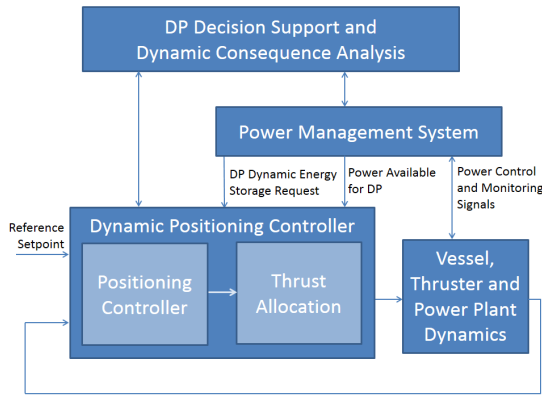 DP Decision Support and
Dynamic Consequence Analysis
Power Management System
DP Dynamic Energy
Storage Request
Power Available
for DP
Power Control
and Monitoring
Signals
Reference
Setpoint
Dynamic Positioning Controller
Positioning
Controller
Thrust
Allocation
Vessel,
Thruster and
Power Plant
Dynamics